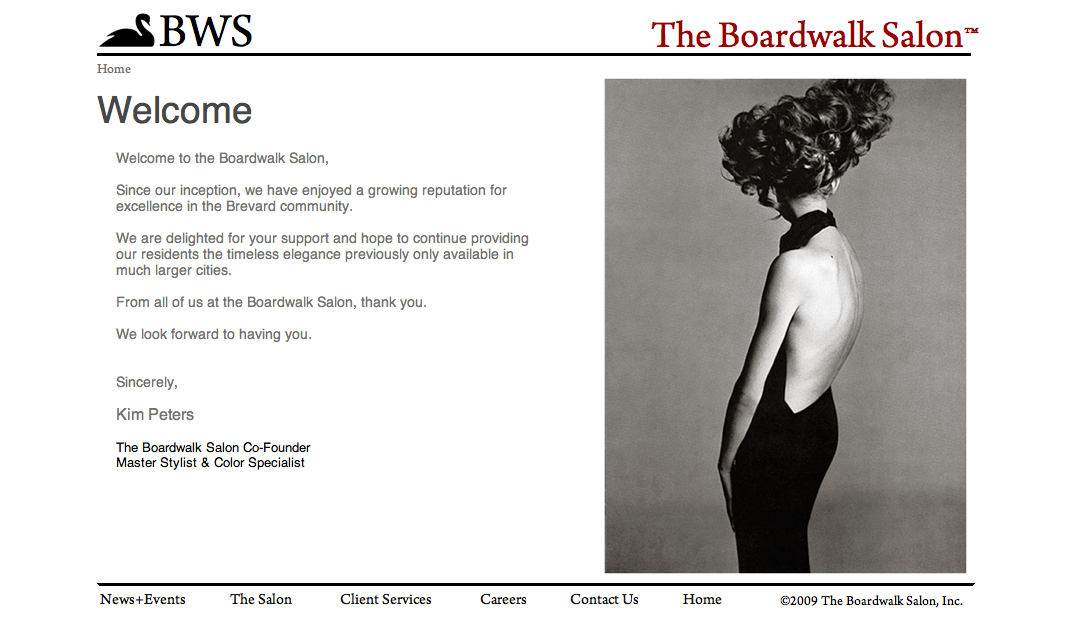 BWS
The Boardwalk Salon™
Home
Welcome
Welcome to the Boardwalk Salon,
Since our inception, we have enjoyed a growing reputation for
excellence in the Brevard community.
We are delighted for your support and hope to continue providing
our residents the timeless elegance previously only available in
much larger cities.
From all of us at the Boardwalk Salon, thank you.
We look forward to having you.
Sincerely,
Kim Peters
The Boardwalk Salon Co-Founder
Master Stylist & Color Specialist
News+Events The Salon Client Services Careers Contact Us Home ©2009 The Boardwalk Salon, Inc.